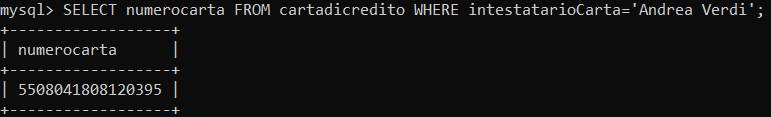 mysql> SELECT numerocarta FROM cartadicredito WHERE intestatarioCarta='Andrea Verdi';
+------------------+
| numerocarta      |
+------------------+
| 5508041808120395 |
+------------------+